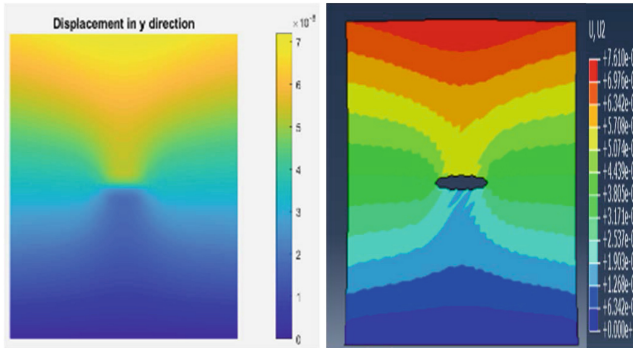 Displacement in y direction
7
6
5
4
3
2
1
0
U, U2
+7.610e-0
+6.976e-0
+6.342e-0
+5.708e-0
+5.074e-0
+4.439e-0
+3.805e-0
+3.171e-0
+2.537e-0
+1.903e-0
+1.268e-0
+6.342e-0
+0.000e+0